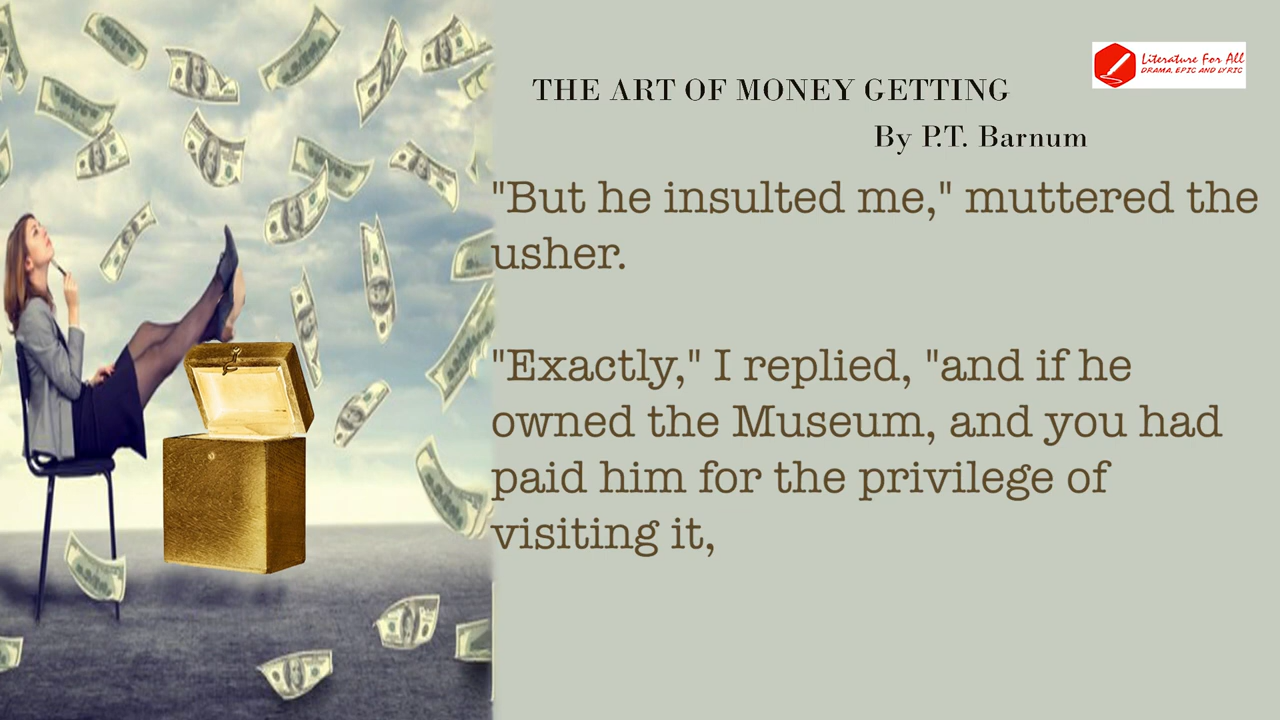 Literature For All
DRAMA, EPIC AND LYRIC
THE ART OF MONEY GETTING
By P.T. Barnum
"But he insulted me," muttered the
usher.
"Exactly," I replied, "and if he
owned the Museum, and you had
paid him for the privilege of
visiting it,